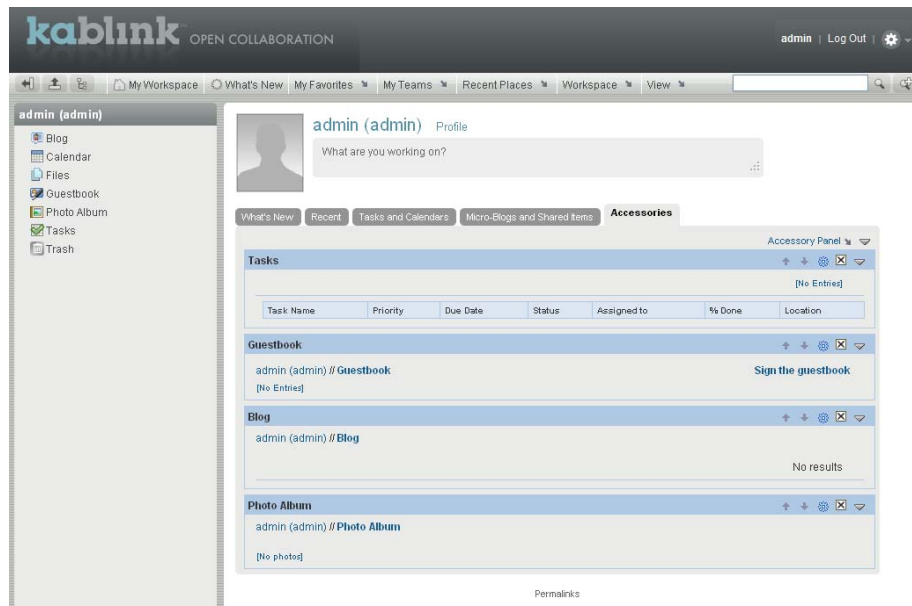 kablink OPEN COLLABORATION
admin | Log Out |
My Workspace What's New My Favorites My Teams Recent Places Workspace View
admin (admin)
Blog
Calendar
Files
Guestbook
Photo Album
Tasks
Trash
admin (admin) Profile
What are you working on?
What's New Recent Tasks and Calendars Micro-Blogs and Shared Items Accessories
Accessory Panel
Tasks
[No Entries]
Task Name Priority Due Date Status Assigned to % Done Location
Guestbook
admin (admin) // Guestbook Sign the guestbook
[No Entries]
Blog
admin (admin) // Blog
No results
Photo Album
admin (admin) // Photo Album
[No photos]
Permalinks